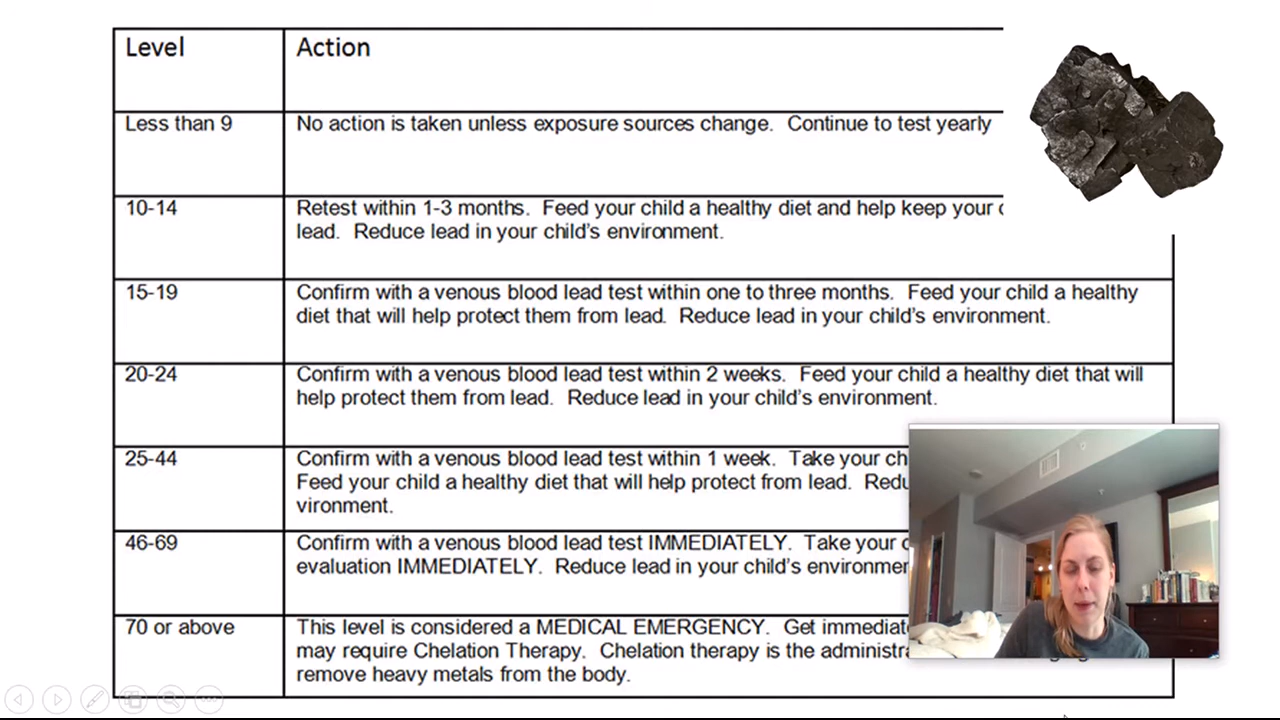 Level Action
Less than 9 No action is taken unless exposure sources change. Continue to test yearly
10-14 Retest within 1-3 months. Feed your child a healthy diet and help keep your
lead. Reduce lead in your child's environment.
15-19 Confirm with a venous blood lead test within one to three months. Feed your child a healthy
diet that will help protect them from lead. Reduce lead in your child's environment.
20-24 Confirm with a venous blood lead test within 2 weeks. Feed your child a healthy diet that will
help protect them from lead. Reduce lead in your child's environment.
25-44 Confirm with a venous blood lead test within 1 week. Take your
Feed your child a healthy diet that will help protect from lead.
vironment.
46-69 Confirm with a venous blood lead test IMMEDIATELY. Take your
evaluation IMMEDIATELY. Reduce lead in your child's
70 or above This level is considered a MEDICAL EMERGENCY. Get
may require Chelation Therapy. Chelation therapy is the
remove heavy metals from the body.